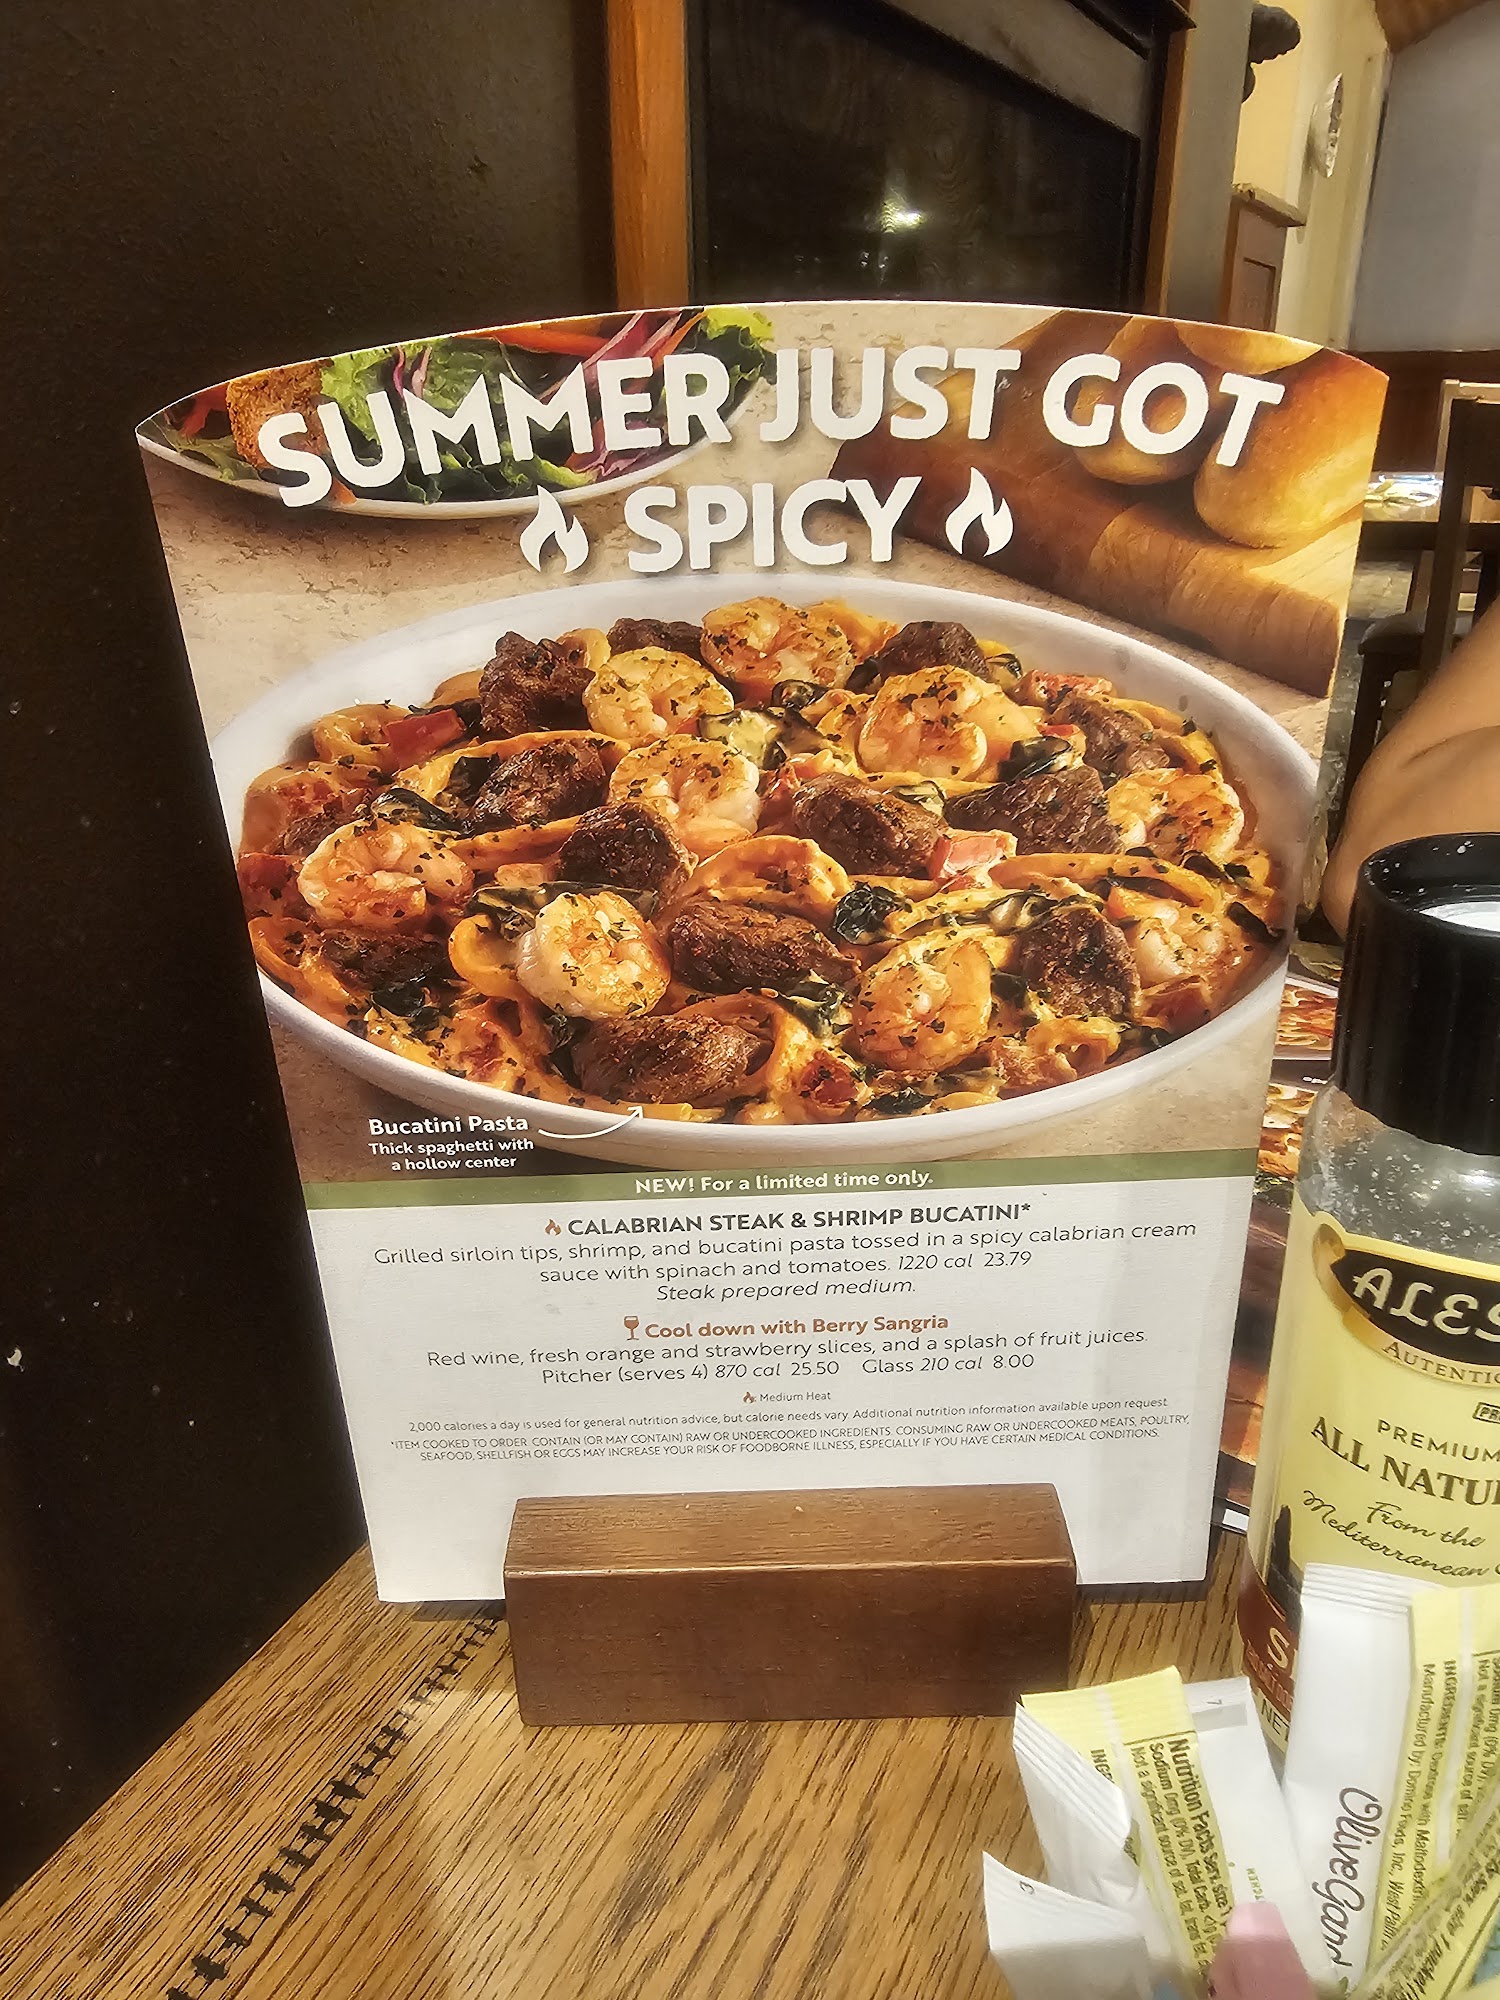 SUMMER JUST GOT
SPICY
Bucatini Pasta
Thick spaghetti with
a hollow center
NEW! For a limited time only.
CALABRIAN STEAK & SHRIMP BUCATINI*
Grilled sirloin tips, shrimp, and bucatini pasta tossed in a spicy calabrian cream
sauce with spinach and tomatoes. 1220 cal 23.79
Steak prepared medium.
Cool down with Berry Sangria
Red wine, fresh orange and strawberry slices, and a splash of fruit juices.
Pitcher (serves 4) 870 cal 25.50 Glass 210 cal 8.00
Medium Heat
2,000 calories a day is used for general nutrition advice, but calorie needs vary. Additional nutrition information available upon request.
*ITEM COOKED TO ORDER. CONTAIN (OR MAY CONTAIN) RAW OR UNDERCOOKED INGREDIENTS. CONSUMING RAW OR UNDERCOOKED MEATS, POULTRY,
SEAFOOD, SHELLFISH OR EGGS MAY INCREASE YOUR RISK OF FOODBORNE ILLNESS, ESPECIALLY IF YOU HAVE CERTAIN MEDICAL CONDITIONS.
ALES
AUTENTIC
PREMIUM
ALL NATU
From the
Mediterranean
Nutrition Facts
Olive Gard